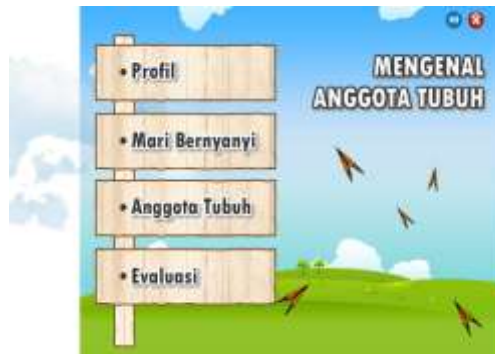 MENGENAL
ANGGOTA TUBUH
• Profil
• Mari Bernyanyi
• Anggota Tubuh
• Evaluasi